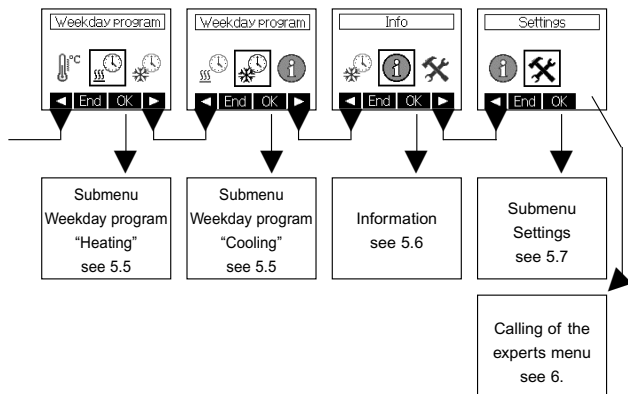 Weekday program
Weekday program
Info
Settings
°C
End OK
End OK
End OK
End OK
Submenu
Weekday program
“Heating”
see 5.5
Submenu
Weekday program
“Cooling”
see 5.5
Information
see 5.6
Submenu
Settings
see 5.7
Calling of the
experts menu
see 6.